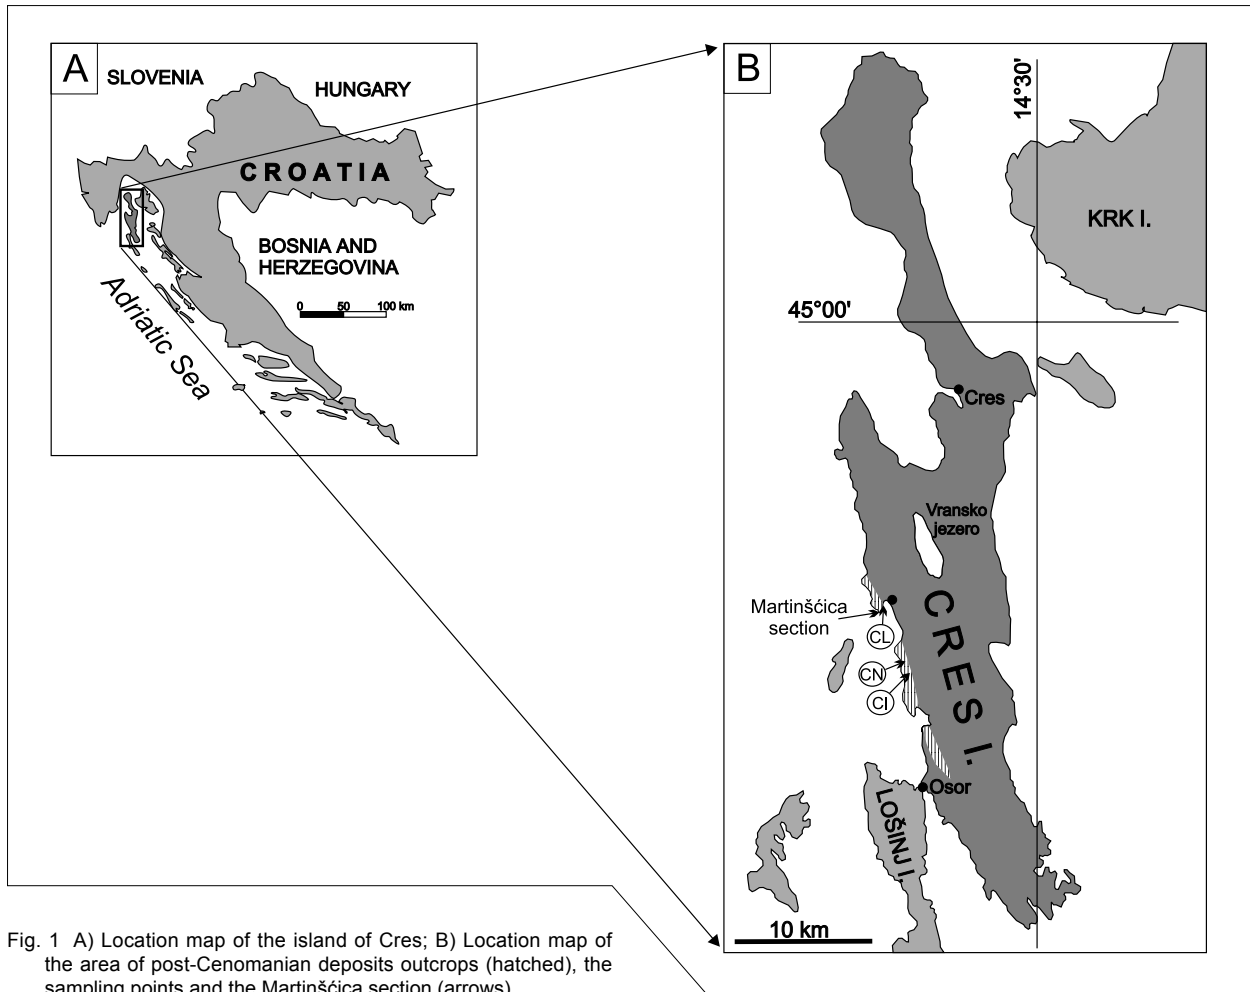 A
SLOVENIA
HUNGARY
CROATIA
BOSNIA AND
HERZEGOVINA
0 50 100 km
Adriatic Sea
B
14°30'
KRK I.
45°00'
Cres
Vransko
jezero
Martinšćica
section
CL
CN
CI
CRES I.
Osor
LOŠINJ I.
10 km
Fig. 1 A) Location map of the island of Cres; B) Location map of
the area of post-Cenomanian deposits outcrops (hatched), the
sampling points and the Martinšćica section (arrows)